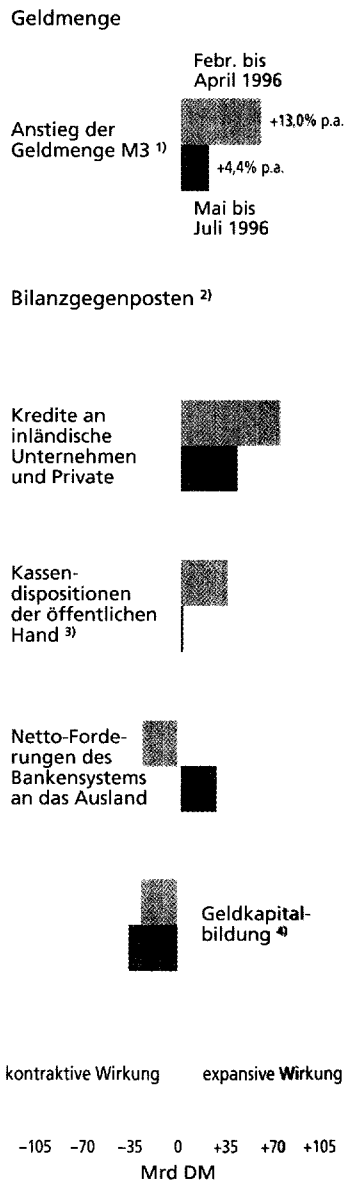 Geldmenge
Febr. bis
April 1996
Anstieg der
Geldmenge M3 1)
+13,0% p.a.
+4,4% p.a.
Mai bis
Juli 1996
Bilanzgegenposten 2)
Kredite an
inländische
Unternehmen
und Private
Kassen-
dispositionen
der öffentlichen
Hand 3)
Netto-Forde-
rungen des
Bankensystems
an das Ausland
Geldkapital-
bildung 4)
kontraktive Wirkung expansive Wirkung
−105 −70 −35 0 +35 +70 +105
Mrd DM